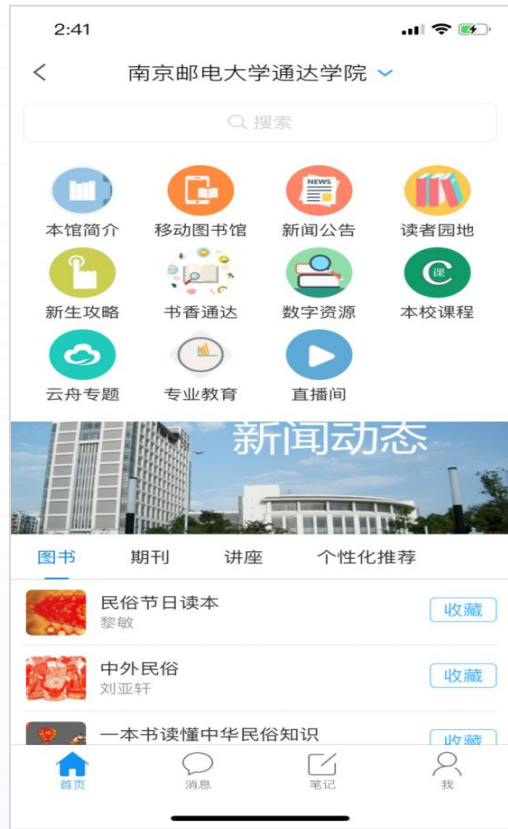 2:41
南京邮电大学通达学院
搜索
NEWS
本馆简介 移动图书馆 新闻公告 读者园地
课
新生攻略 书香通达 数字资源 本校课程
云舟专题 专业教育 直播间
新闻动态
图书 期刊 讲座 个性化推荐
民俗节日读本
黎敏
收藏
中外民俗
刘亚轩
收藏
一本书读懂中华民俗知识
收藏
首页 消息 笔记 我